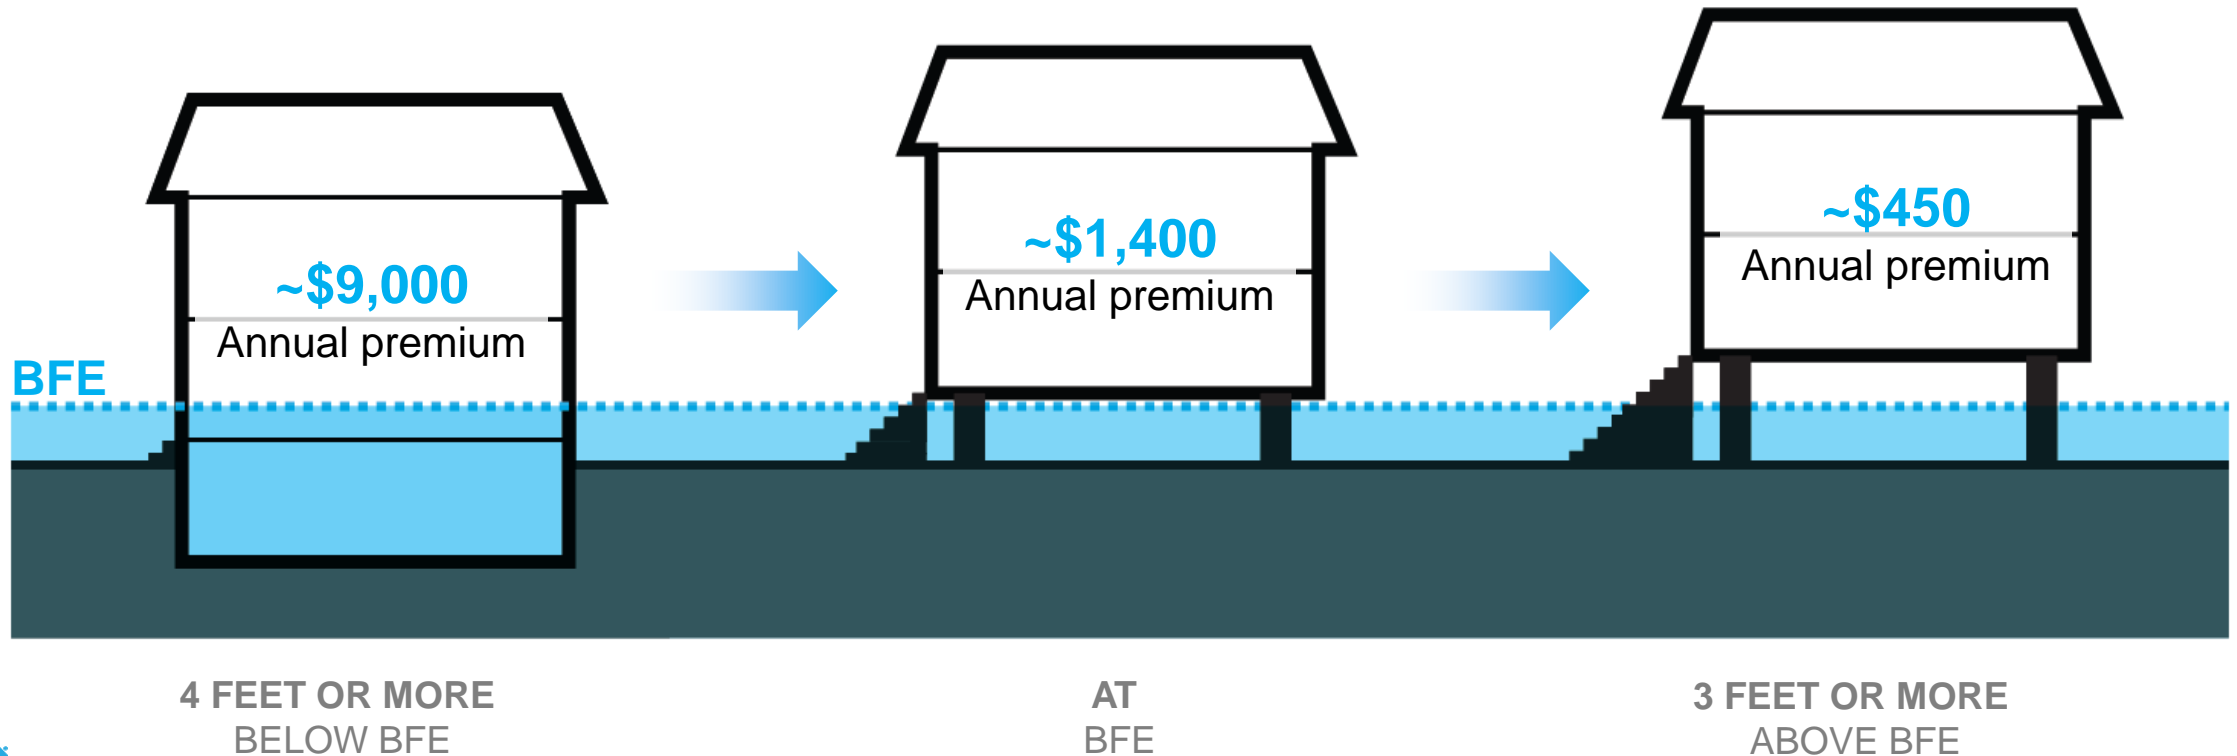 ~$9,000
Annual premium
~$1,400
Annual premium
~$450
Annual premium
BFE
4 FEET OR MORE
BELOW BFE
AT
BFE
3 FEET OR MORE
ABOVE BFE